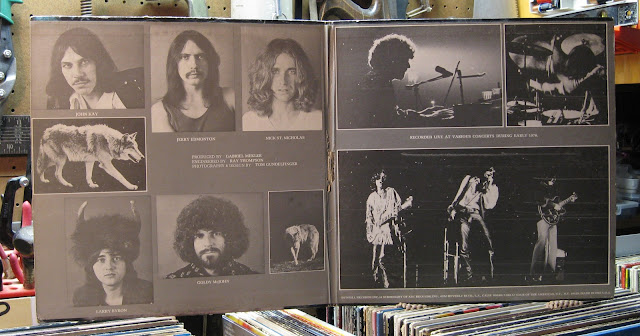 JOHN KAY
JERRY EDMONTON
NICK ST. NICHOLAS
PRODUCED BY GABRIEL MEKLER
ENGINEERED BY RAY THOMPSON
PHOTOGRAPHY & DESIGN BY TOM GUNDELFINGER
LARRY BYROM
GOLDY McJOHN
RECORDED LIVE AT VARIOUS CONCERTS DURING EARLY 1970.